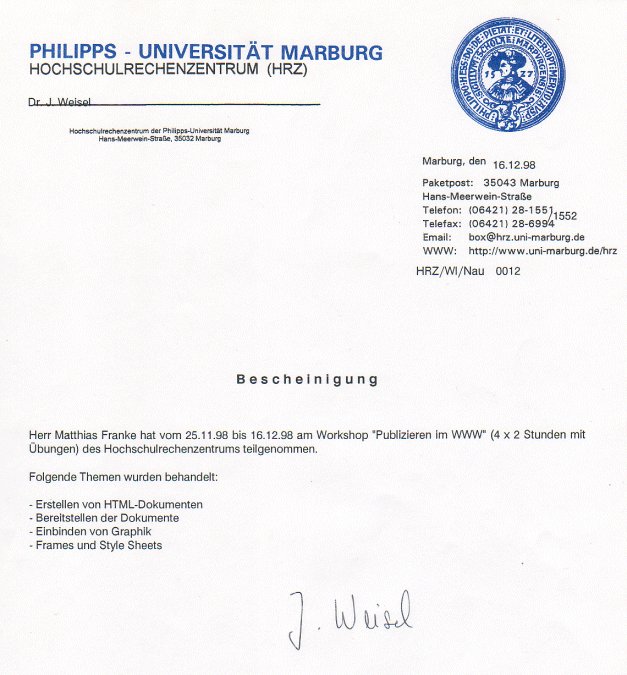 PHILIPPS - UNIVERSITÄT MARBURG
HOCHSCHULRECHENZENTRUM (HRZ)
Dr. J. Weisel
Hochschulrechenzentrum der Philipps-Universität Marburg
Hans-Meerwein-Straße, 35032 Marburg
1527
Marburg, den 16.12.98
Paketpost: 35043 Marburg
Hans-Meerwein-Straße
Telefon: (06421) 28-1551/1552
Telefax: (06421) 28-6994
Email: box@hrz.uni-marburg.de
WWW: http://www.uni-marburg.de/hrz
HRZ/WI/Nau 0012
Bescheinigung
Herr Matthias Franke hat vom 25.11.98 bis 16.12.98 am Workshop "Publizieren im WWW" (4 x 2 Stunden mit
Übungen) des Hochschulrechenzentrums teilgenommen.
Folgende Themen wurden behandelt:
- Erstellen von HTML-Dokumenten
- Bereitstellen der Dokumente
- Einbinden von Graphik
- Frames und Style Sheets
J. Weisel